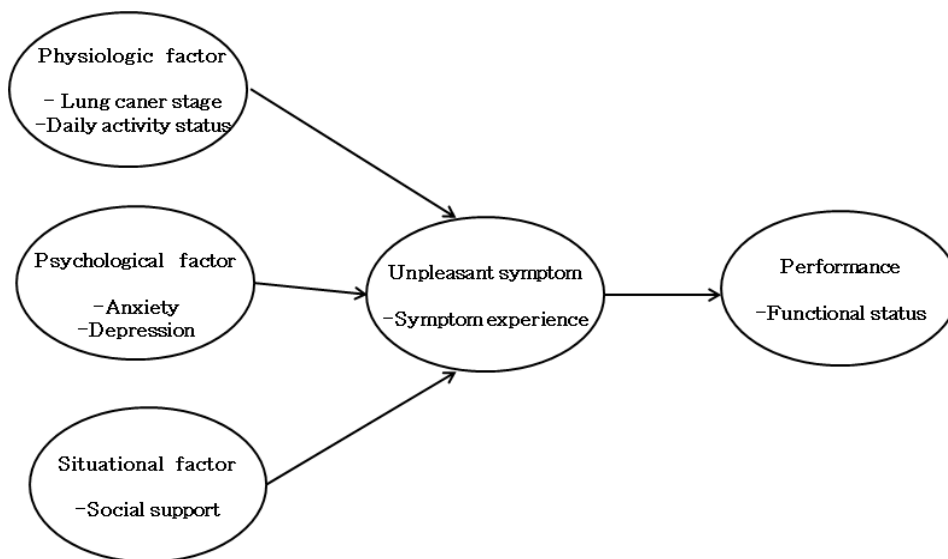 Physiologic factor
- Lung caner stage
-Daily activity status
Psychological factor
-Anxiety
-Depression
Situational factor
-Social support
Unpleasant symptom
-Symptom experience
Performance
-Functional status